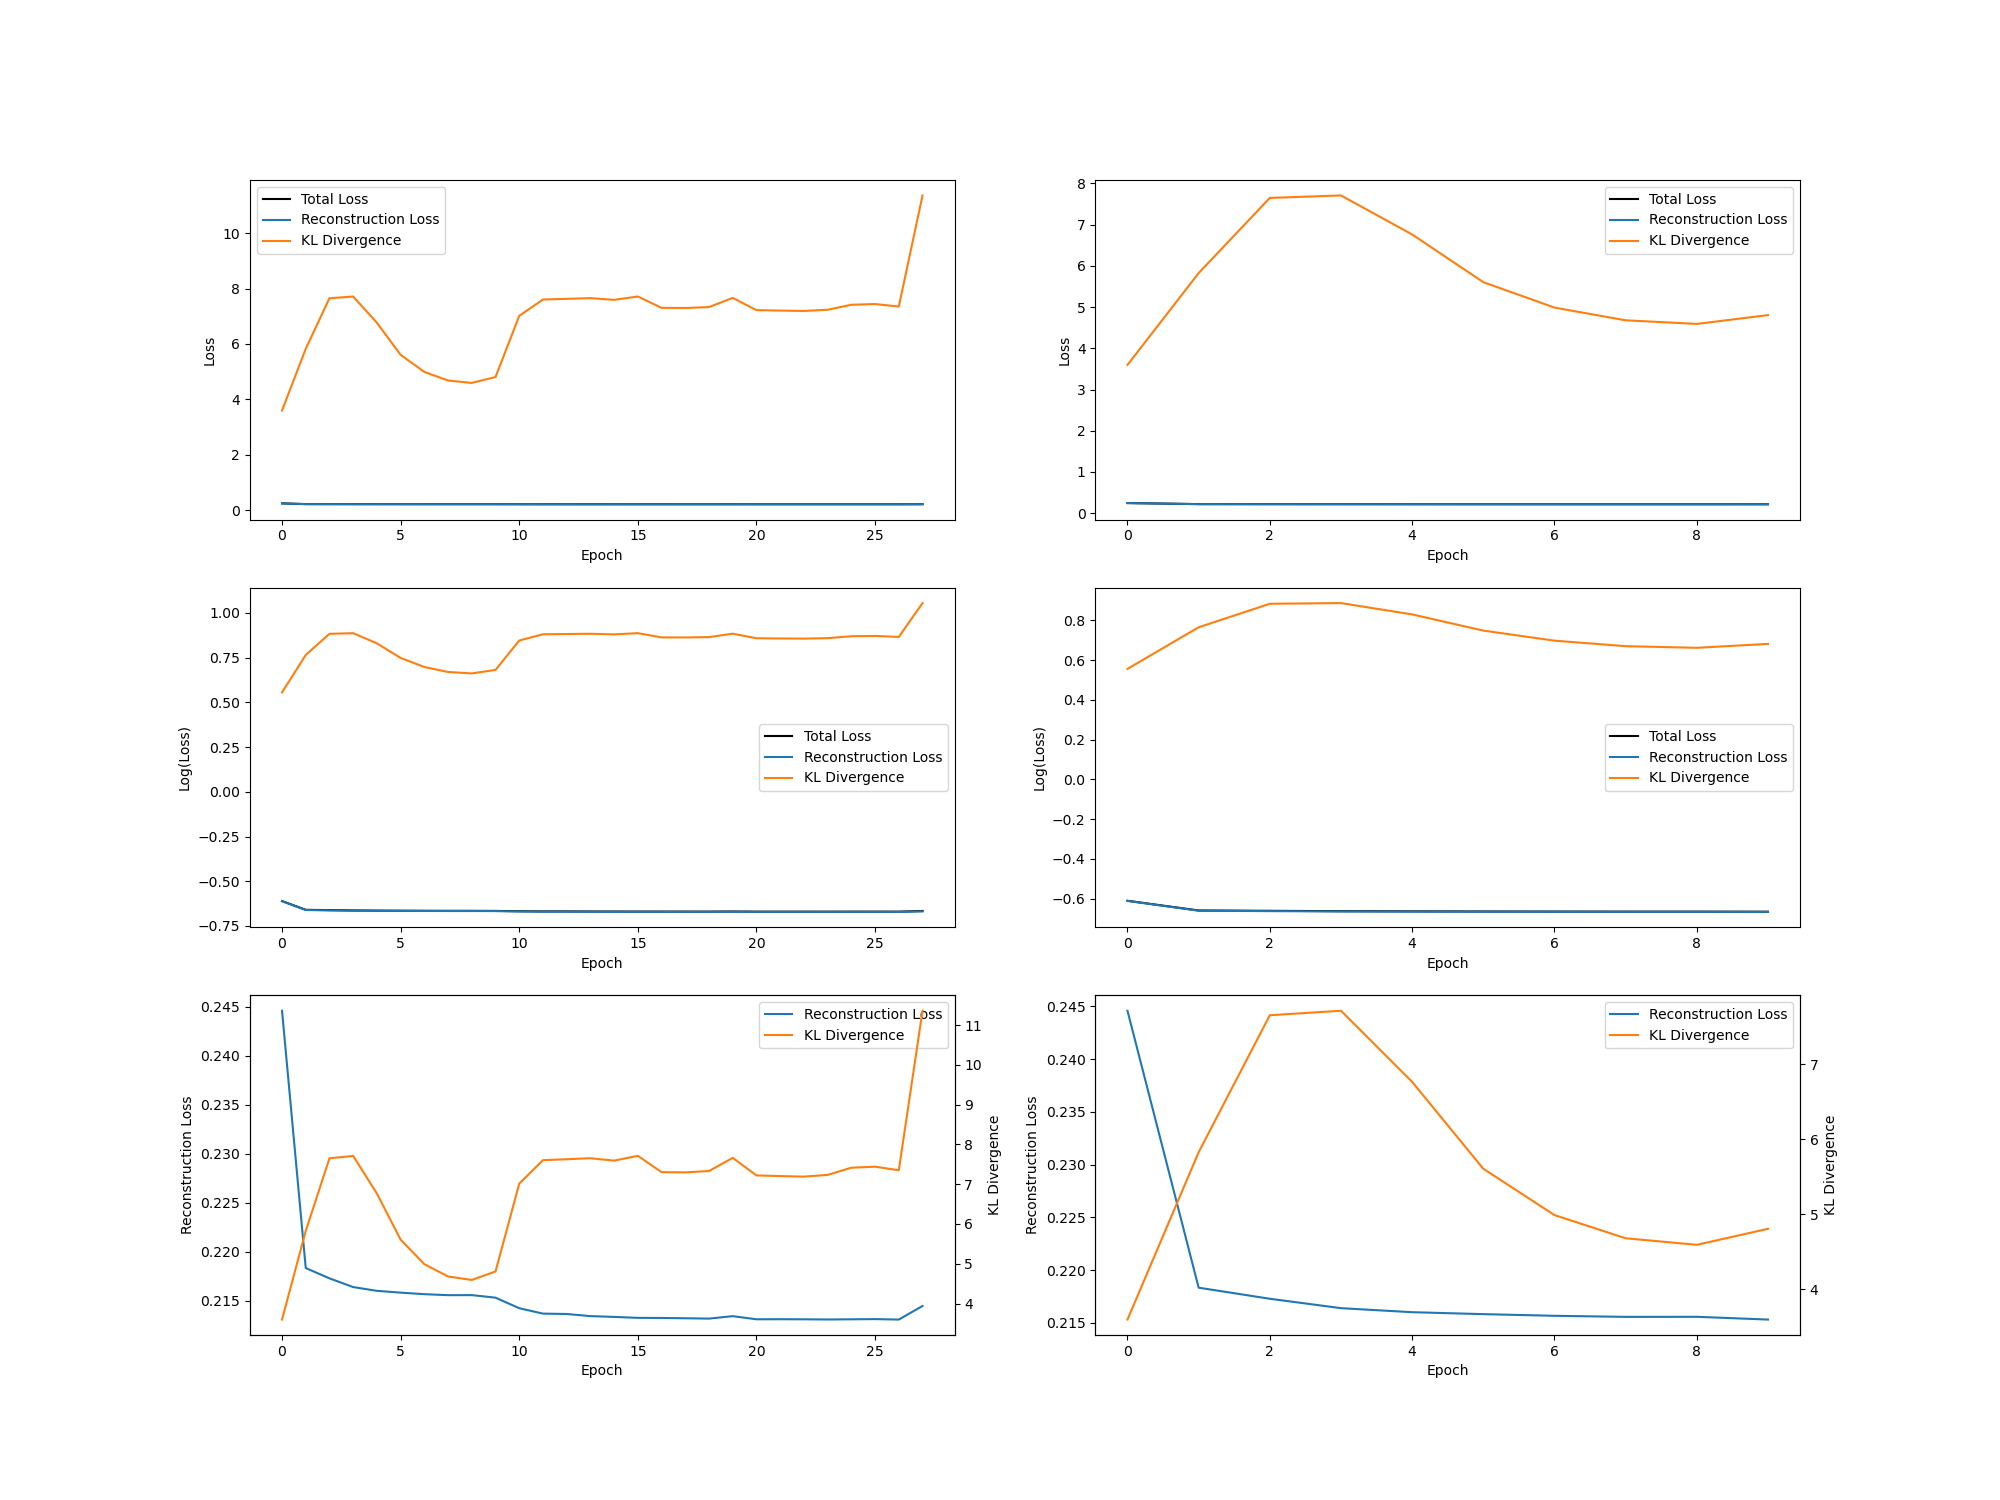 Total Loss
Reconstruction Loss
KL Divergence
Loss
10
8
6
4
2
0
0 5 10 15 20 25
Epoch
Total Loss
Reconstruction Loss
KL Divergence
Loss
8
7
6
5
4
3
2
1
0
0 2 4 6 8
Epoch
Total Loss
Reconstruction Loss
KL Divergence
Log(Loss)
1.00
0.75
0.50
0.25
0.00
−0.25
−0.50
−0.75
0 5 10 15 20 25
Epoch
Total Loss
Reconstruction Loss
KL Divergence
Log(Loss)
0.8
0.6
0.4
0.2
0.0
−0.2
−0.4
−0.6
0 2 4 6 8
Epoch
Reconstruction Loss
KL Divergence
Reconstruction Loss
0.245
0.240
0.235
0.230
0.225
0.220
0.215
11
10
9
8
7
6
5
4
KL Divergence
0 5 10 15 20 25
Epoch
Reconstruction Loss
KL Divergence
Reconstruction Loss
0.245
0.240
0.235
0.230
0.225
0.220
0.215
7
6
5
4
KL Divergence
0 2 4 6 8
Epoch